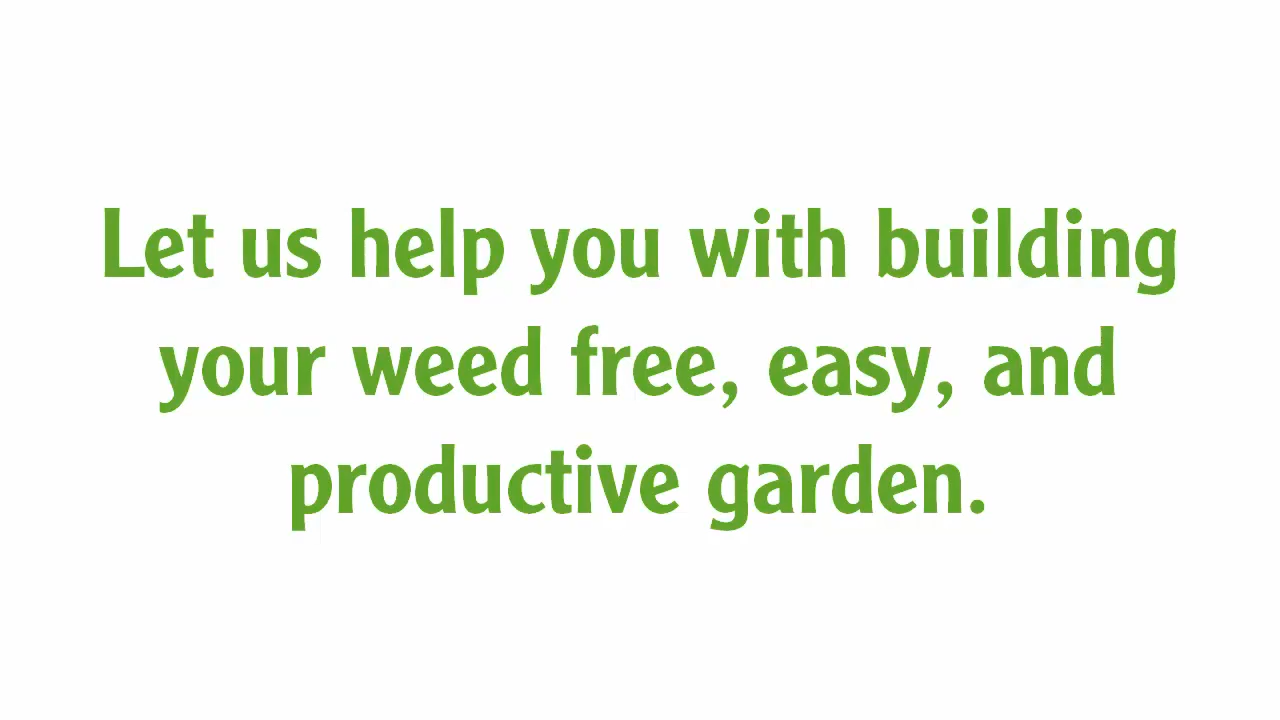 Let us help you with building
your weed free, easy, and
productive garden.